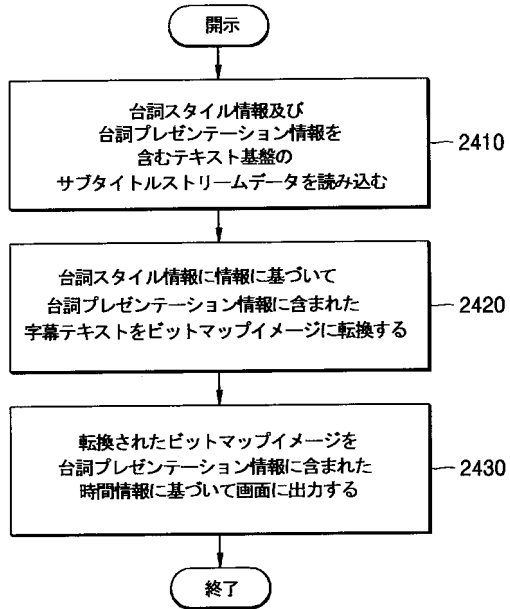 開示
台詞スタイル情報及び
台詞プレゼンテーション情報を
含むテキスト基盤の
サブタイトルストリームデータを読み込む
2410
台詞スタイル情報に情報に基づいて
台詞プレゼンテーション情報に含まれた
字幕テキストをビットマップイメージに転換する
2420
転換されたビットマップイメージを
台詞プレゼンテーション情報に含まれた
時間情報に基づいて画面に出力する
2430
終了